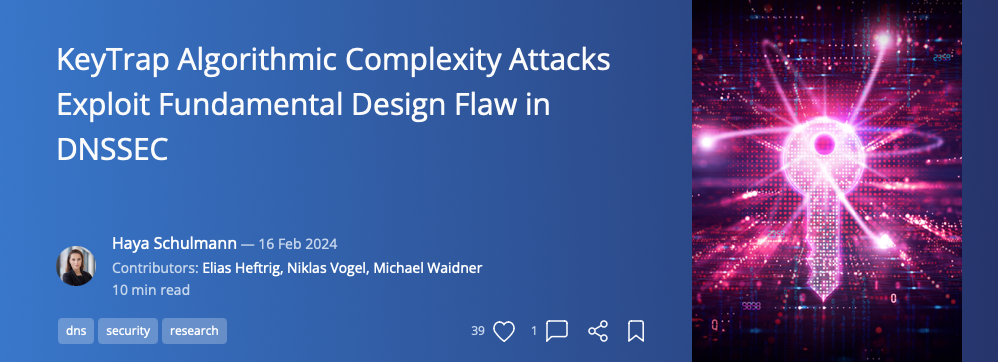 KeyTrap Algorithmic Complexity Attacks
Exploit Fundamental Design Flaw in
DNSSEC
Haya Schulmann — 16 Feb 2024
Contributors: Elias Heftrig, Niklas Vogel, Michael Waidner
10 min read
dns security research
39 1